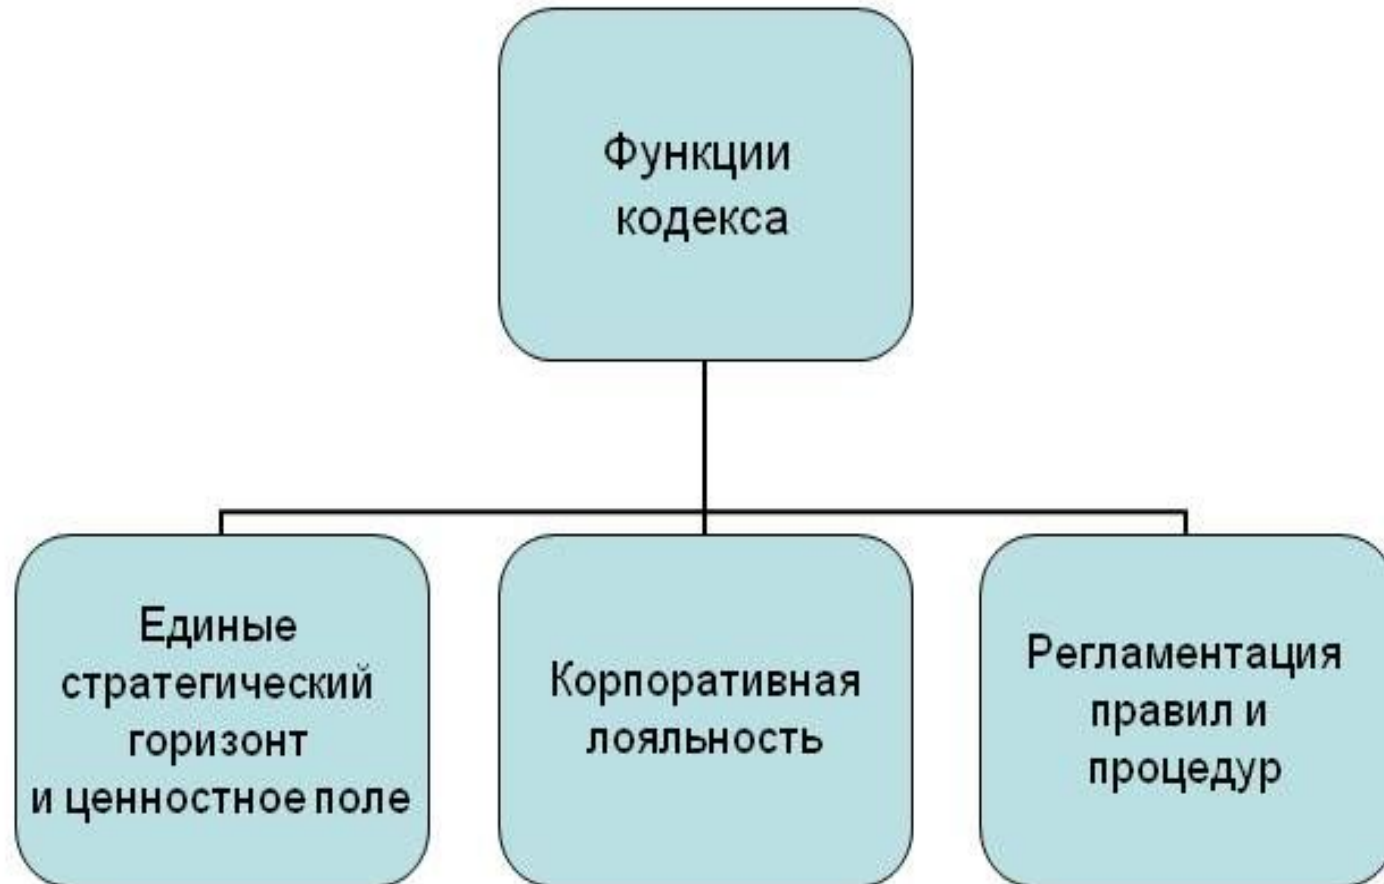 Функции
кодекса
Единые
стратегический
горизонт
и ценностное поле
Корпоративная
лояльность
Регламентация
правил и
процедур